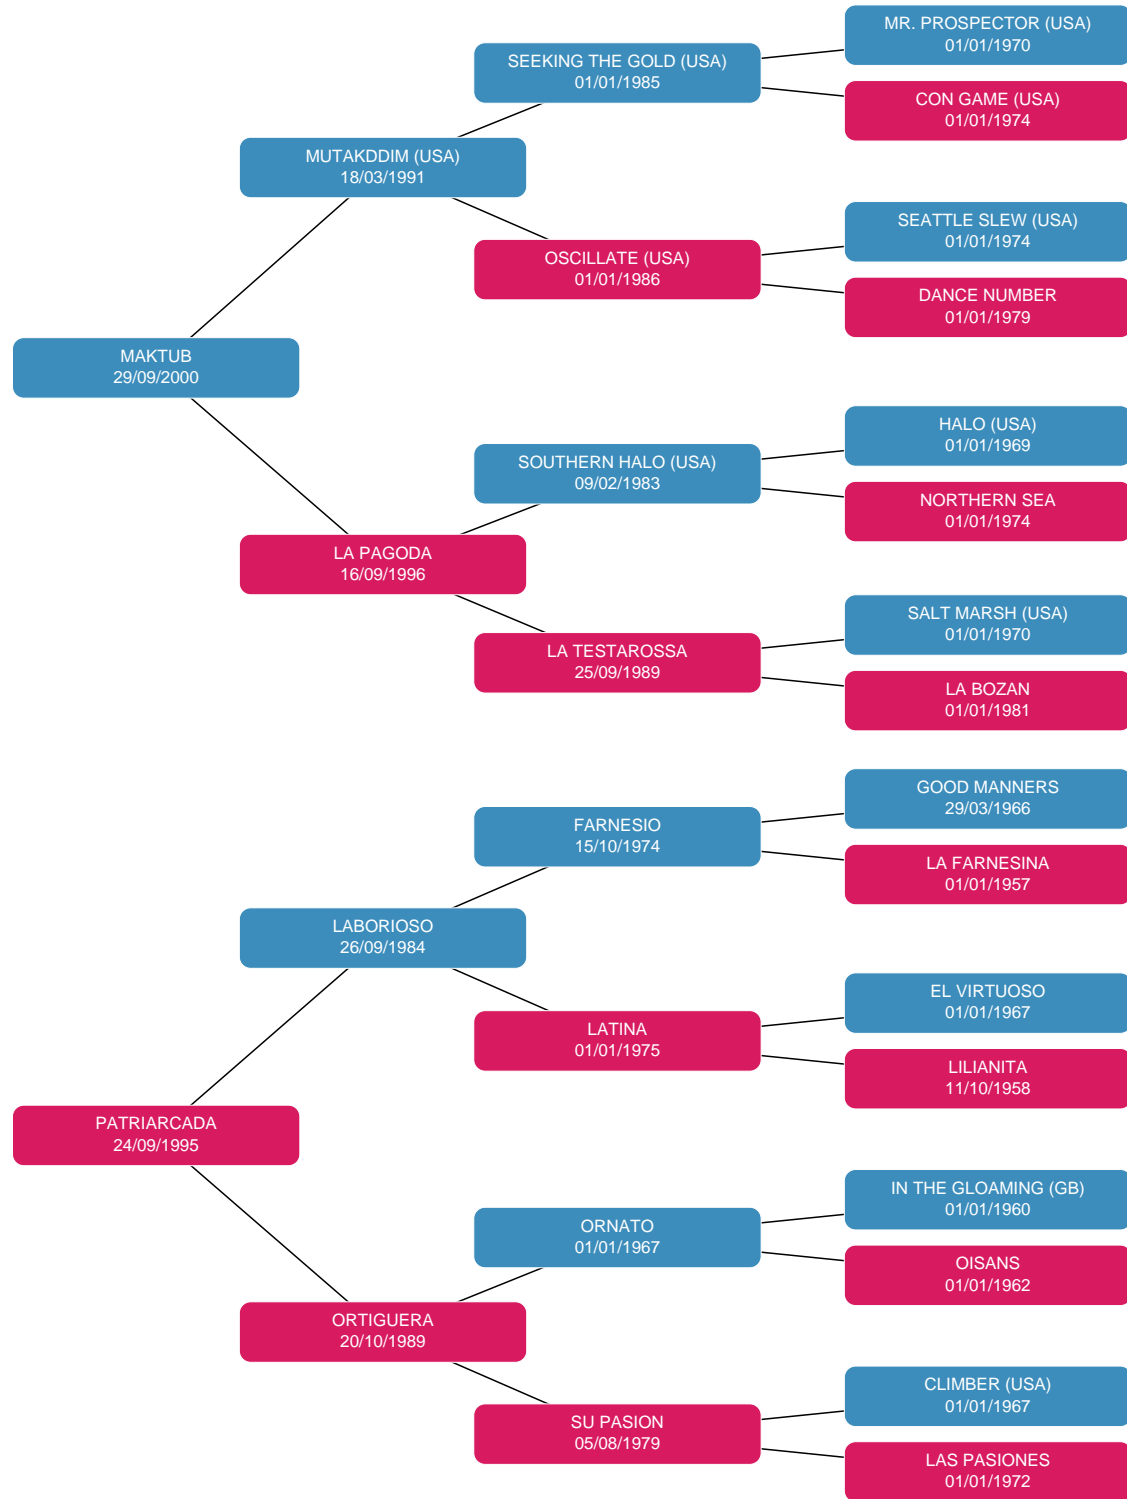 MR. PROSPECTOR (USA)
01/01/1970
SEEKING THE GOLD (USA)
01/01/1985
CON GAME (USA)
01/01/1974
MUTAKDDIM (USA)
18/03/1991
SEATTLE SLEW (USA)
01/01/1974
OSCILLATE (USA)
01/01/1986
DANCE NUMBER
01/01/1979
MAKTUB
29/09/2000
HALO (USA)
01/01/1969
SOUTHERN HALO (USA)
09/02/1983
NORTHERN SEA
01/01/1974
LA PAGODA
16/09/1996
SALT MARSH (USA)
01/01/1970
LA TESTAROSSA
25/09/1989
LA BOZAN
01/01/1981
GOOD MANNERS
29/03/1966
FARNESIO
15/10/1974
LA FARNESINA
01/01/1957
LABORIOSO
26/09/1984
EL VIRTUOSO
01/01/1967
LATINA
01/01/1975
LILIANITA
11/10/1958
PATRIARCADA
24/09/1995
IN THE GLOAMING (GB)
01/01/1960
ORNATO
01/01/1967
OISANS
01/01/1962
ORTIGUERA
20/10/1989
CLIMBER (USA)
01/01/1967
SU PASION
05/08/1979
LAS PASIONES
01/01/1972